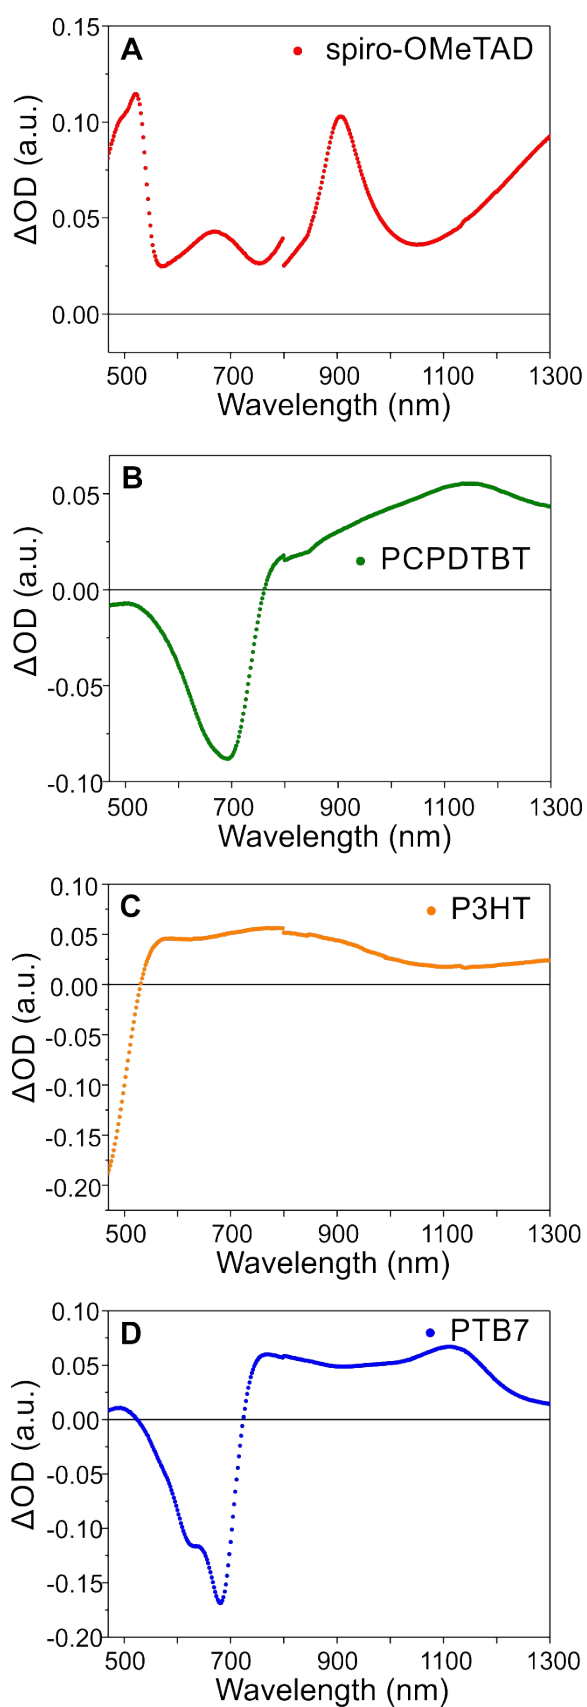 A
spiro-OMeTAD
0.15
0.10
0.05
0.00
ΔOD (a.u.)
500 700 900 1100 1300
Wavelength (nm)
B
PCPDTBT
0.05
0.00
-0.05
-0.10
ΔOD (a.u.)
500 700 900 1100 1300
Wavelength (nm)
C
P3HT
0.10
0.05
0.00
-0.05
-0.10
-0.15
-0.20
ΔOD (a.u.)
500 700 900 1100 1300
Wavelength (nm)
D
PTB7
0.10
0.05
0.00
-0.05
-0.10
-0.15
-0.20
ΔOD (a.u.)
500 700 900 1100 1300
Wavelength (nm)